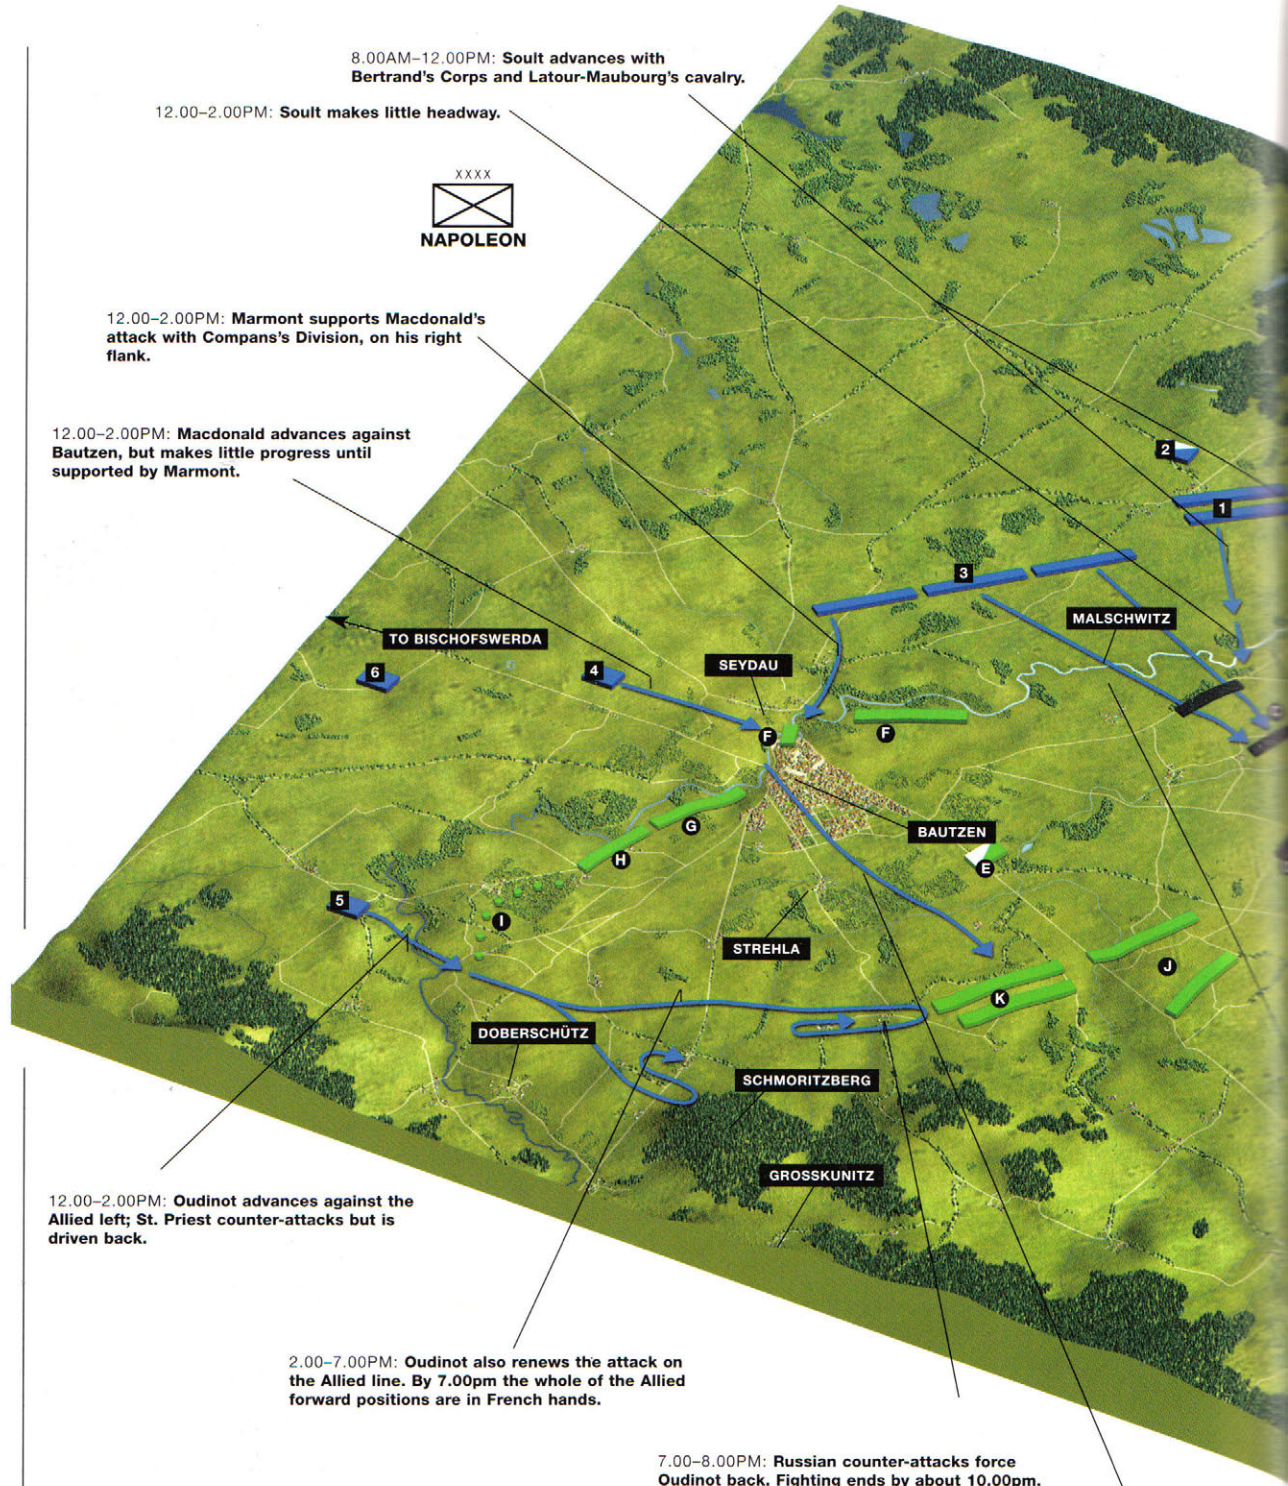 8.00AM–12.00PM: Soult advances with
Bertrand's Corps and Latour-Maubourg's cavalry.
12.00–2.00PM: Soult makes little headway.
XXXX
NAPOLEON
12.00–2.00PM: Marmont supports Macdonald's
attack with Compans's Division, on his right
flank.
12.00–2.00PM: Macdonald advances against
Bautzen, but makes little progress until
supported by Marmont.
2
1
3
MALSCHWITZ
TO BISCHOFSWERDA
SEYDAU
6
4
F
F
G
BAUTZEN
H
E
5
I
STREHLA
J
K
DOBERSCHÜTZ
SCHMORITZBERG
GROSSKUNITZ
12.00–2.00PM: Oudinot advances against the
Allied left; St. Priest counter-attacks but is
driven back.
2.00–7.00PM: Oudinot also renews the attack on
the Allied line. By 7.00pm the whole of the Allied
forward positions are in French hands.
7.00–8.00PM: Russian counter-attacks force
Oudinot back. Fighting ends by about 10.00pm.